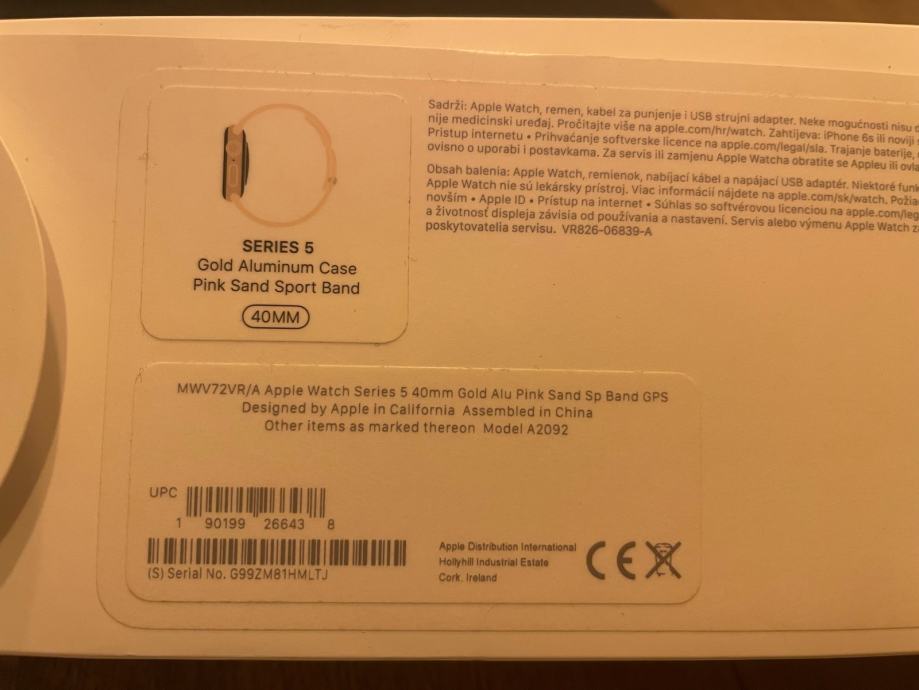 SERIES 5
Gold Aluminum Case
Pink Sand Sport Band
40MM
Sadrži: Apple Watch, remen, kabel za punjenje i USB strujni adapter. Neke mogućnosti nisu
nije medicinski uređaj. Pročitajte više na apple.com/hr/watch. Zahtijeva: iPhone 6s ili noviji
Pristup internetu • Prihvaćanje softverske licence na apple.com/legal/sla. Trajanje baterije,
ovisno o uporabi i postavkama. Za servis ili zamjenu Apple Watcha obratite se Appleu ili
Obsah balenia: Apple Watch, remienok, nabíjací kábel a napájací USB adaptér. Niektoré
Apple Watch nie sú lekársky prístroj. Viac informácií nájdete na apple.com/sk/watch.
novším • Apple ID • Prístup na internet • Súhlas so softvérovou licenciou na
a životnosť displeja závisia od používania a nastavení. Servis alebo výmenu Apple Watch
poskytovatelia servisu. VR826-06839-A
MWV72VR/A Apple Watch Series 5 40mm Gold Alu Pink Sand Sp Band GPS
Designed by Apple in California Assembled in China
Other items as marked thereon Model A2092
UPC
1 90199 26643 8
(S) Serial No. G99ZM81HMLTJ
Apple Distribution International
Hollyhill Industrial Estate
Cork, Ireland
CE